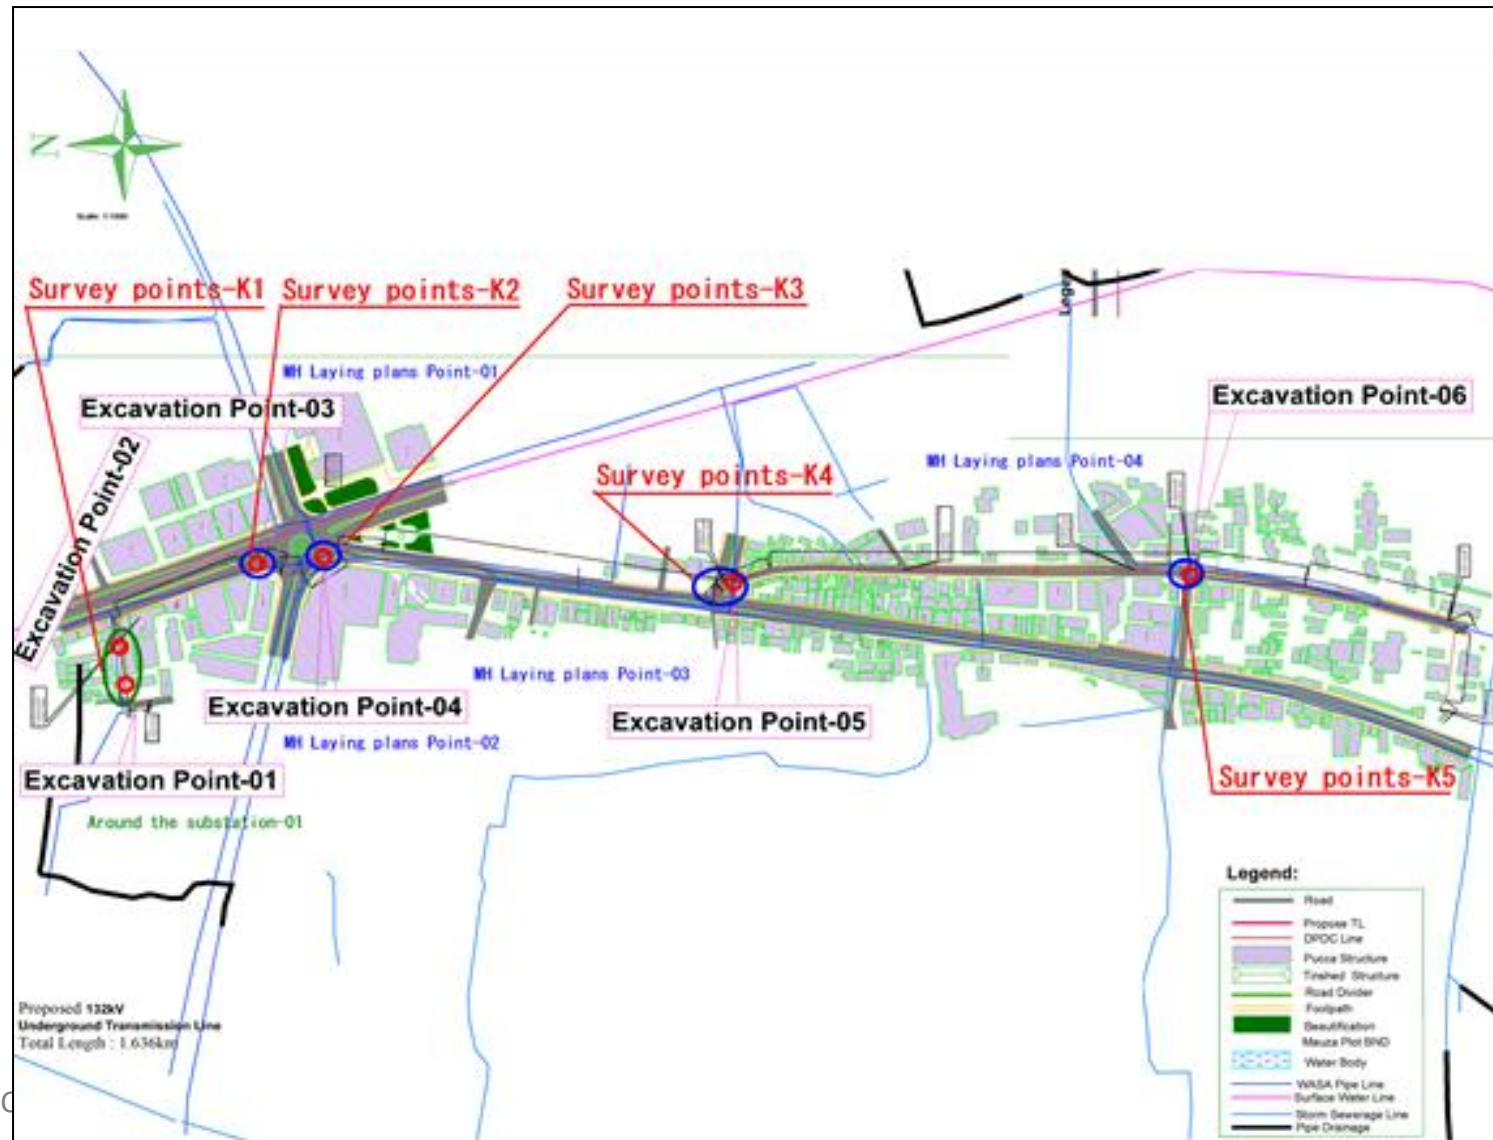 N
Scale 1:1000
Survey points-K1
Survey points-K2
Survey points-K3
MH Laying plans Point-01
Excavation Point-03
Excavation Point-02
Lege
Excavation Point-06
Survey points-K4
MH Laying plans Point-04
MH Laying plans Point-03
Excavation Point-04
Excavation Point-05
MH Laying plans Point-02
Excavation Point-01
Survey points-K5
Around the substation-01
Legend:
Road
Propose TL
DPDC Line
Pucca Structure
Tinshed Structure
Road Divider
Footpath
Beautification
Mauza Plot BND
Water Body
WASA Pipe Line
Surface Water Line
Storm Sewerage Line
Pipe Drainage
Proposed 132kV
Underground Transmission Line
Total Length : 1.636km